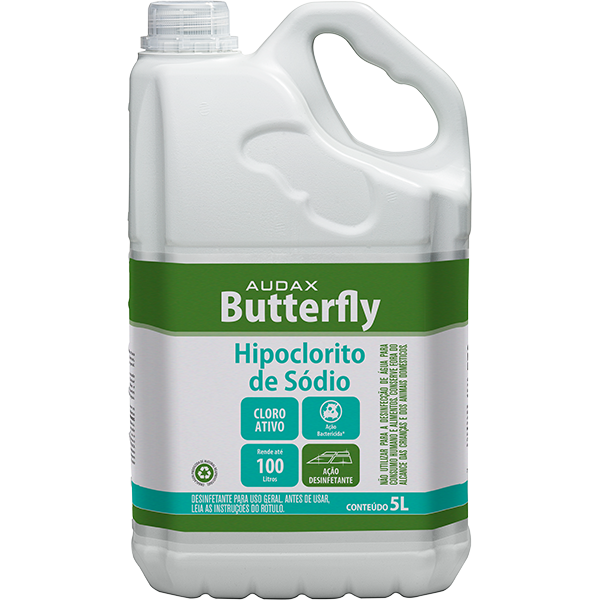 AUDAX
Butterfly
Hipoclorito
de Sódio
CLORO
ATIVO
Ação
Bactericida*
Rende até
100
Litros
AÇÃO
DESINFETANTE
NÃO UTILIZAR PARA A DESINFECÇÃO DE ÁGUA PARA
CONSUMO HUMANO E ALIMENTOS CONSERVE FORA DO
ALCANCE DAS CRIANÇAS E DOS ANIMAIS DOMÉSTICOS.
DESINFETANTE PARA USO GERAL. ANTES DE USAR,
LEIA AS INSTRUÇÕES DO ROTULO.
CONTEÚDO 5L